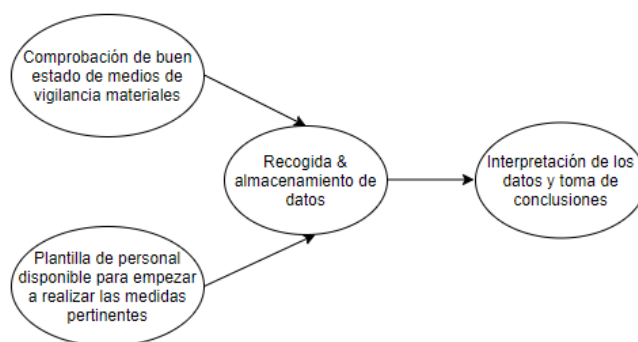 Comprobación de buen
estado de medios de
vigilancia materiales
Recogida &
almacenamiento de
datos
Interpretación de los
datos y toma de
conclusiones
Plantilla de personal
disponible para empezar
a realizar las medidas
pertinentes